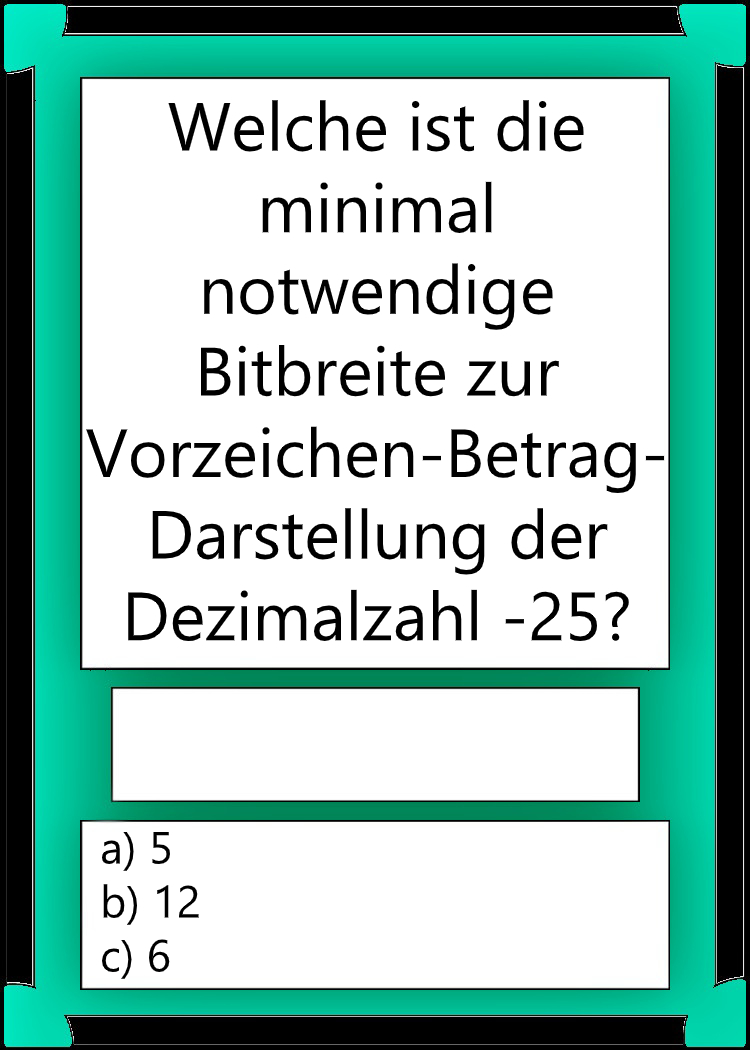 Welche ist die
minimal
notwendige
Bitbreite zur
Vorzeichen-Betrag-
Darstellung der
Dezimalzahl -25?
a) 5
b) 12
c) 6